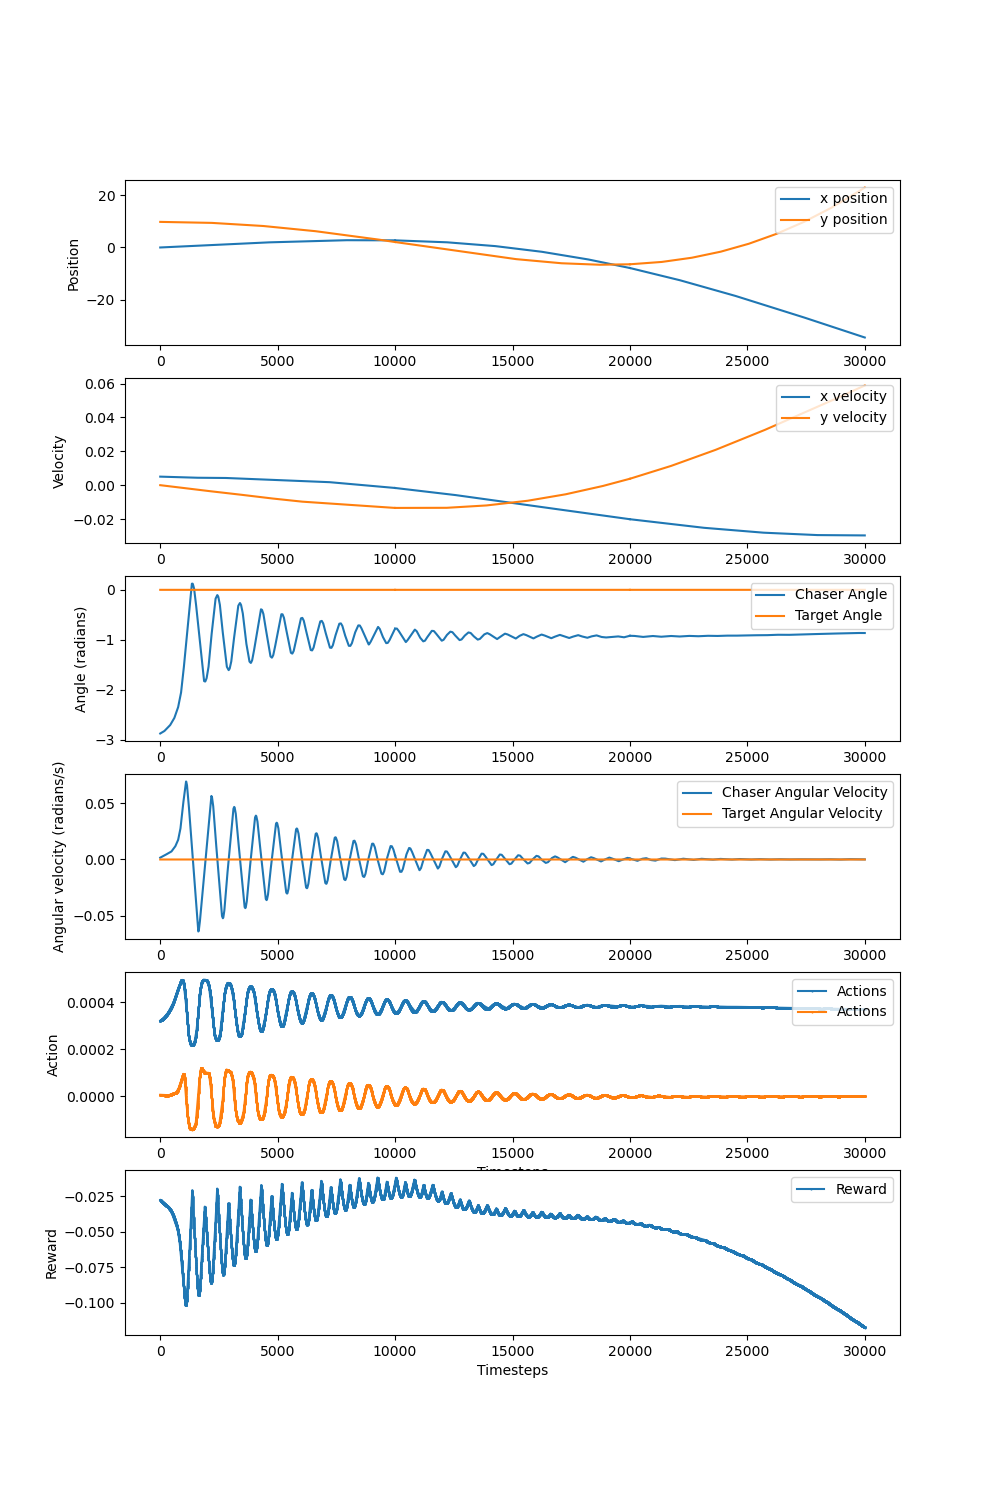 20
0
−20
Position
x position
y position
0 5000 10000 15000 20000 25000 30000
0.06
0.04
0.02
0.00
−0.02
Velocity
x velocity
y velocity
0 5000 10000 15000 20000 25000 30000
0
−1
−2
−3
Angle (radians)
Chaser Angle
Target Angle
0 5000 10000 15000 20000 25000 30000
0.05
0.00
−0.05
Angular velocity (radians/s)
Chaser Angular Velocity
Target Angular Velocity
0 5000 10000 15000 20000 25000 30000
0.0004
0.0002
0.0000
Action
Actions
Actions
0 5000 10000 15000 20000 25000 30000
Timesteps
−0.025
−0.050
−0.075
−0.100
Reward
Reward
0 5000 10000 15000 20000 25000 30000
Timesteps